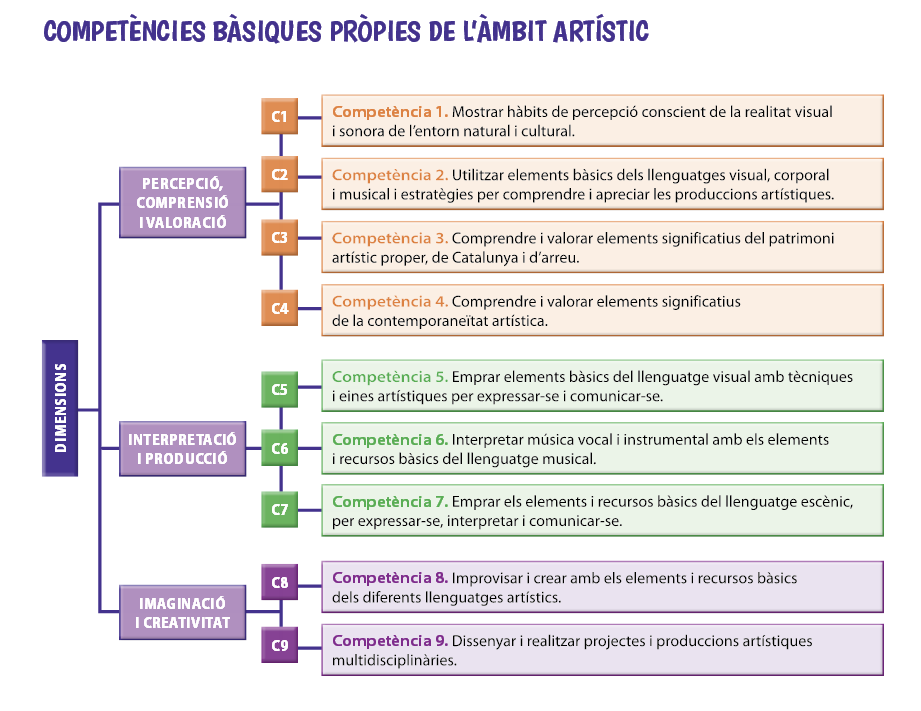 COMPETÈNCIES BÀSIQUES PRÒPIES DE L'ÀMBIT ARTÍSTIC
DIMENSIONS
PERCEPCIÓ,
COMPRENSIÓ
I VALORACIÓ
C1
Competència 1. Mostrar hàbits de percepció conscient de la realitat visual
i sonora de l'entorn natural i cultural.
C2
Competència 2. Utilitzar elements bàsics dels llenguatges visual, corporal
i musical i estratègies per comprendre i apreciar les produccions artístiques.
C3
Competència 3. Comprendre i valorar elements significatius del patrimoni
artístic proper, de Catalunya i d'arreu.
C4
Competència 4. Comprendre i valorar elements significatius
de la contemporaneïtat artística.
INTERPRETACIÓ
I PRODUCCIÓ
C5
Competència 5. Emprar elements bàsics del llenguatge visual amb tècniques
i eines artístiques per expressar-se i comunicar-se.
C6
Competència 6. Interpretar música vocal i instrumental amb els elements
i recursos bàsics del llenguatge musical.
C7
Competència 7. Emprar els elements i recursos bàsics del llenguatge escènic,
per expressar-se, interpretar i comunicar-se.
IMAGINACIÓ
I CREATIVITAT
C8
Competència 8. Improvisar i crear amb els elements i recursos bàsics
dels diferents llenguatges artístics.
C9
Competència 9. Dissenyar i realitzar projectes i produccions artístiques
multidisciplinàries.